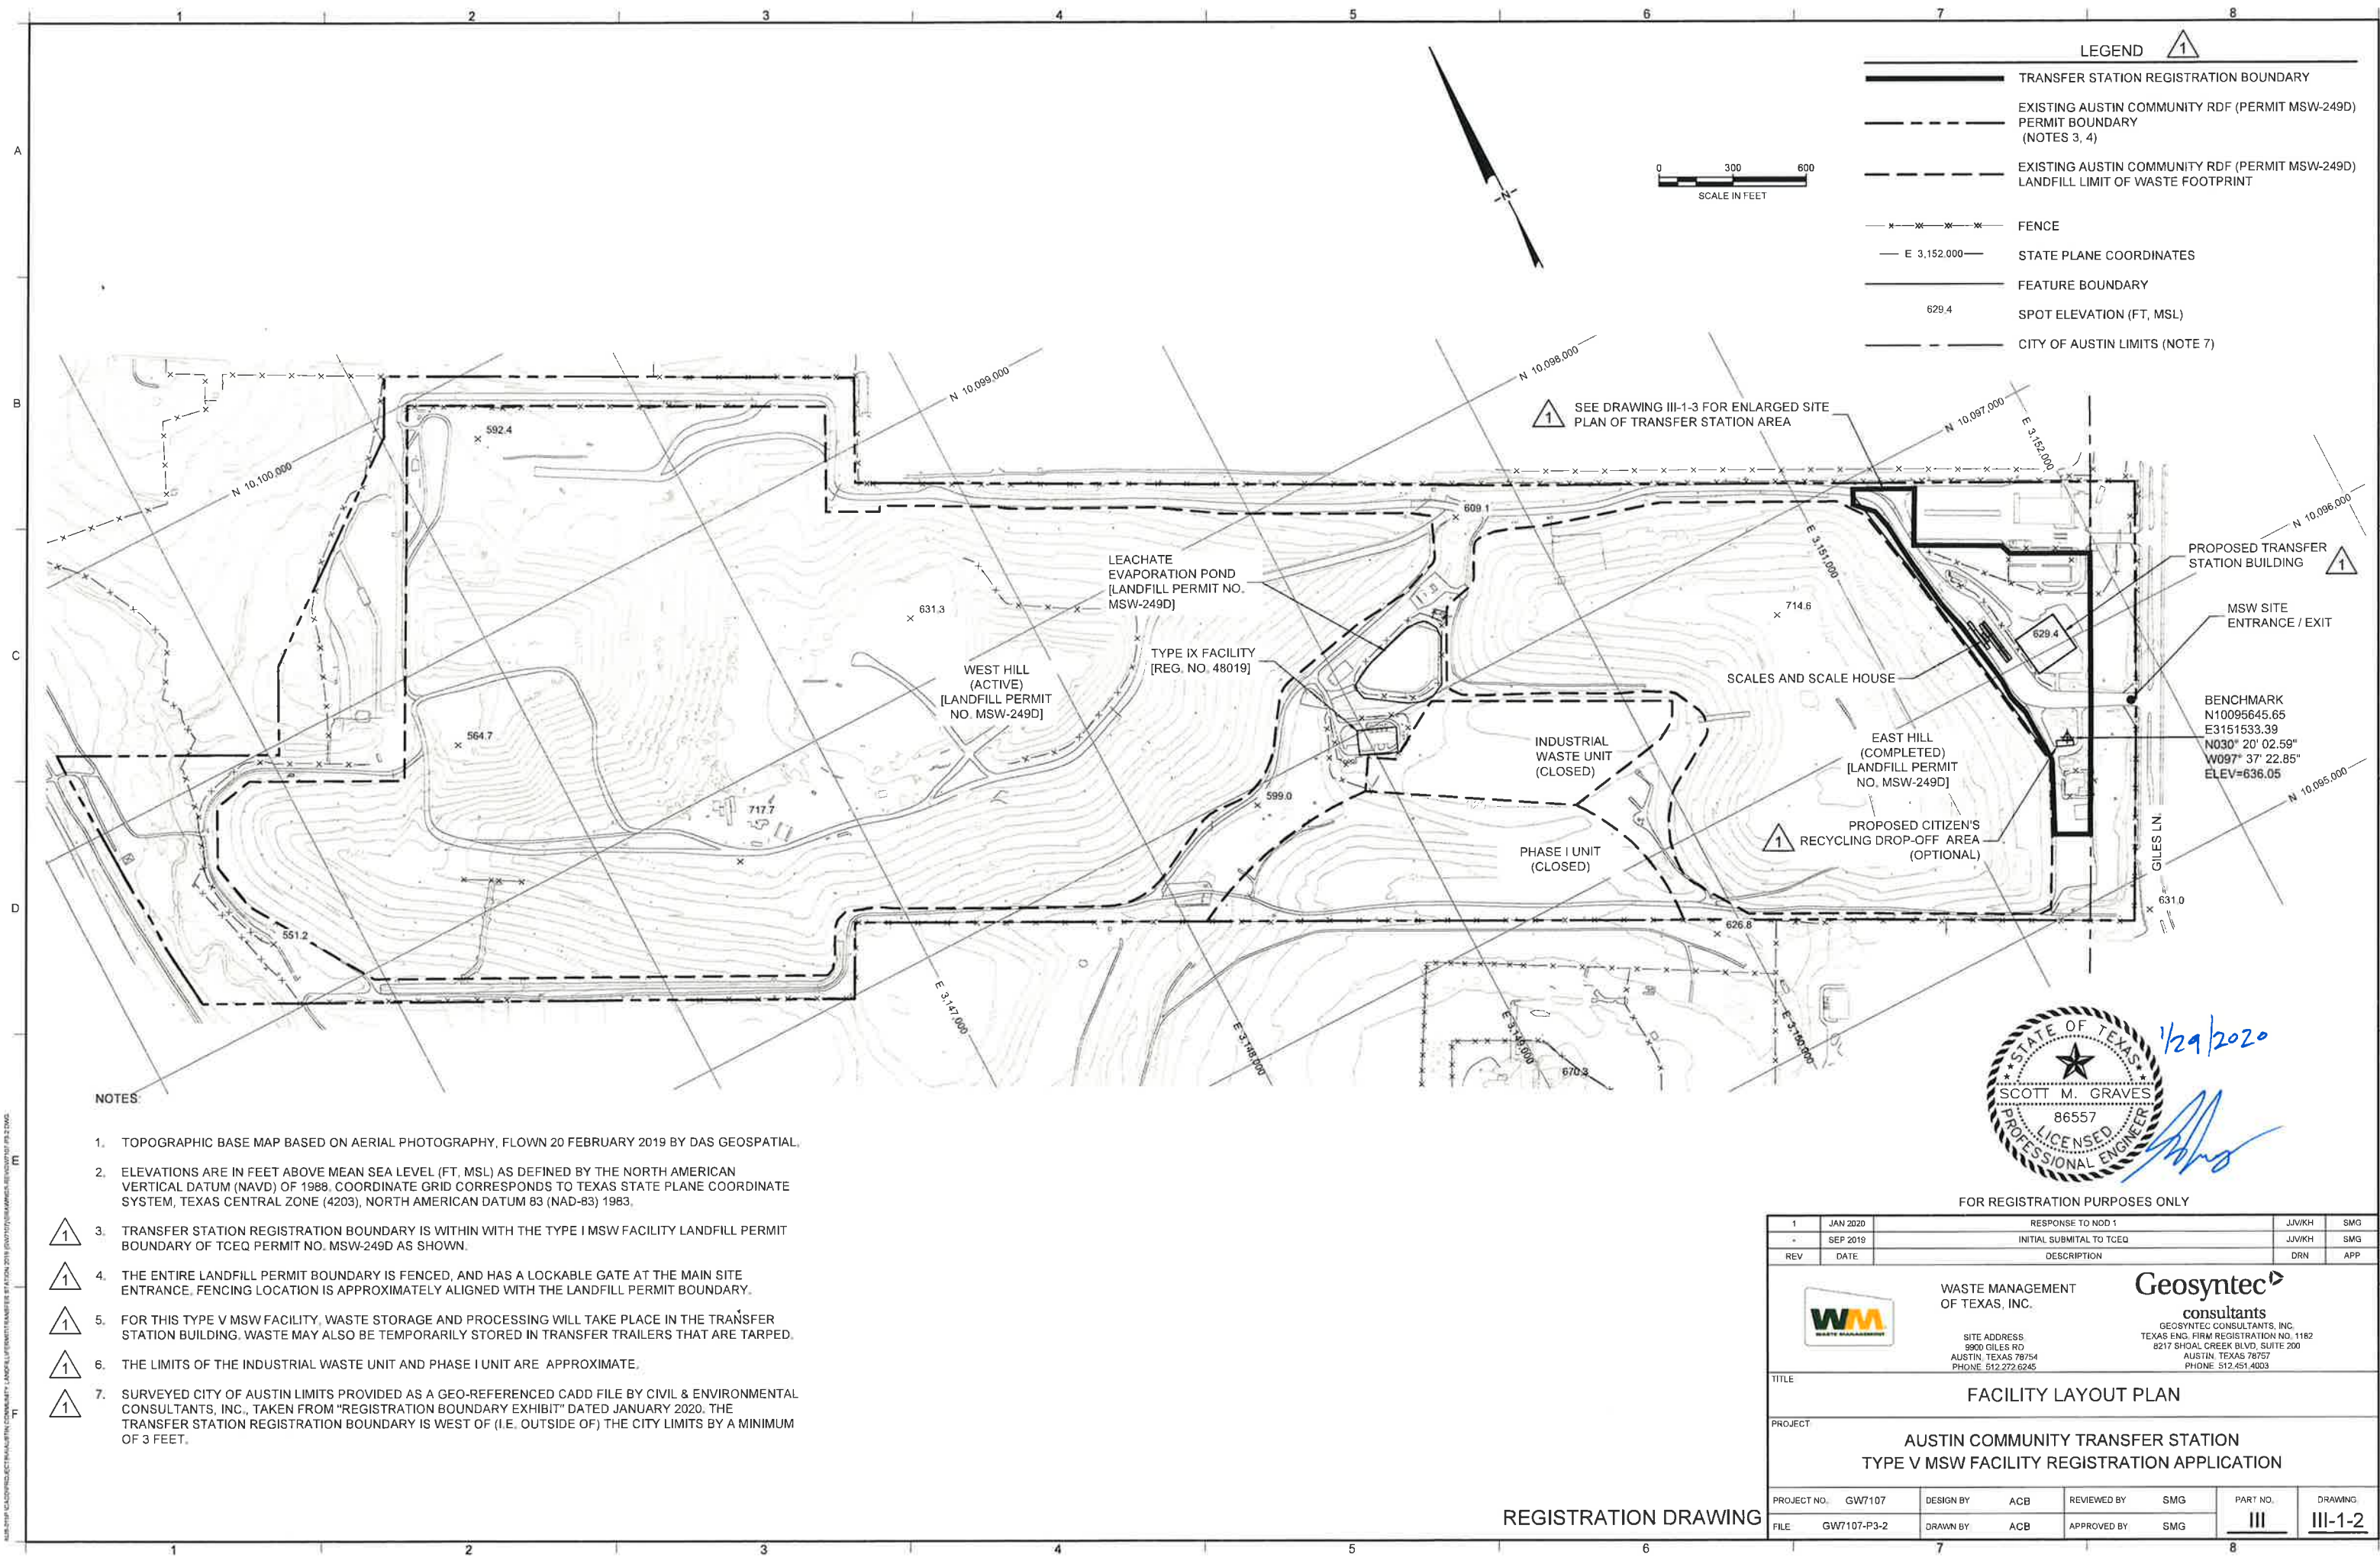 1 2 3 4 5 6 7 8
A
B
C
D
E
F
LEGEND 1
TRANSFER STATION REGISTRATION BOUNDARY
EXISTING AUSTIN COMMUNITY RDF (PERMIT MSW-249D)
PERMIT BOUNDARY
(NOTES 3, 4)
EXISTING AUSTIN COMMUNITY RDF (PERMIT MSW-249D)
LANDFILL LIMIT OF WASTE FOOTPRINT
FENCE
E 3,152,000
STATE PLANE COORDINATES
FEATURE BOUNDARY
629.4
SPOT ELEVATION (FT, MSL)
CITY OF AUSTIN LIMITS (NOTE 7)
N
0 300 600
SCALE IN FEET
N 10,100,000
N 10,099,000
N 10,098,000
N 10,097,000
N 10,096,000
N 10,095,000
E 3,152,000
E 3,151,000
E 3,147,000
E 3,148,000
E 3,149,000
E 3,150,000
1 SEE DRAWING III-1-3 FOR ENLARGED SITE
PLAN OF TRANSFER STATION AREA
592.4
609.1
631.3
714.6
629.4
564.7
717.7
599.0
551.2
626.8
631.0
670.3
LEACHATE
EVAPORATION POND
[LANDFILL PERMIT NO.
MSW-249D]
TYPE IX FACILITY
[REG. NO. 48019]
WEST HILL
(ACTIVE)
[LANDFILL PERMIT
NO. MSW-249D]
INDUSTRIAL
WASTE UNIT
(CLOSED)
PHASE I UNIT
(CLOSED)
SCALES AND SCALE HOUSE
EAST HILL
(COMPLETED)
[LANDFILL PERMIT
NO. MSW-249D]
1 PROPOSED CITIZEN'S
RECYCLING DROP-OFF AREA
(OPTIONAL)
PROPOSED TRANSFER
STATION BUILDING 1
MSW SITE
ENTRANCE / EXIT
BENCHMARK
N10095645.65
E3151533.39
N030° 20' 02.59"
W097° 37' 22.85"
ELEV=636.05
GILES LN.
NOTES:
1. TOPOGRAPHIC BASE MAP BASED ON AERIAL PHOTOGRAPHY, FLOWN 20 FEBRUARY 2019 BY DAS GEOSPATIAL.
2. ELEVATIONS ARE IN FEET ABOVE MEAN SEA LEVEL (FT, MSL) AS DEFINED BY THE NORTH AMERICAN
VERTICAL DATUM (NAVD) OF 1988. COORDINATE GRID CORRESPONDS TO TEXAS STATE PLANE COORDINATE
SYSTEM, TEXAS CENTRAL ZONE (4203), NORTH AMERICAN DATUM 83 (NAD-83) 1983.
1 3. TRANSFER STATION REGISTRATION BOUNDARY IS WITHIN WITH THE TYPE I MSW FACILITY LANDFILL PERMIT
BOUNDARY OF TCEQ PERMIT NO. MSW-249D AS SHOWN.
1 4. THE ENTIRE LANDFILL PERMIT BOUNDARY IS FENCED, AND HAS A LOCKABLE GATE AT THE MAIN SITE
ENTRANCE. FENCING LOCATION IS APPROXIMATELY ALIGNED WITH THE LANDFILL PERMIT BOUNDARY.
1 5. FOR THIS TYPE V MSW FACILITY, WASTE STORAGE AND PROCESSING WILL TAKE PLACE IN THE TRANSFER
STATION BUILDING. WASTE MAY ALSO BE TEMPORARILY STORED IN TRANSFER TRAILERS THAT ARE TARPED.
1 6. THE LIMITS OF THE INDUSTRIAL WASTE UNIT AND PHASE I UNIT ARE APPROXIMATE.
1 7. SURVEYED CITY OF AUSTIN LIMITS PROVIDED AS A GEO-REFERENCED CADD FILE BY CIVIL & ENVIRONMENTAL
CONSULTANTS, INC., TAKEN FROM "REGISTRATION BOUNDARY EXHIBIT" DATED JANUARY 2020. THE
TRANSFER STATION REGISTRATION BOUNDARY IS WEST OF (I.E. OUTSIDE OF) THE CITY LIMITS BY A MINIMUM
OF 3 FEET.
STATE OF TEXAS
SCOTT M. GRAVES
86557
LICENSED
PROFESSIONAL ENGINEER
1/29/2020
FOR REGISTRATION PURPOSES ONLY
1 JAN 2020 RESPONSE TO NOD 1 JJV/KH SMG
- SEP 2019 INITIAL SUBMITAL TO TCEQ JJV/KH SMG
REV DATE DESCRIPTION DRN APP
WM
WASTE MANAGEMENT
WASTE MANAGEMENT
OF TEXAS, INC.
SITE ADDRESS
9900 GILES RD
AUSTIN, TEXAS 78754
PHONE: 512.272.6245
Geosyntec
consultants
GEOSYNTEC CONSULTANTS, INC.
TEXAS ENG. FIRM REGISTRATION NO. 1182
8217 SHOAL CREEK BLVD, SUITE 200
AUSTIN, TEXAS 78757
PHONE: 512.451.4003
TITLE
FACILITY LAYOUT PLAN
PROJECT
AUSTIN COMMUNITY TRANSFER STATION
TYPE V MSW FACILITY REGISTRATION APPLICATION
REGISTRATION DRAWING
PROJECT NO. GW7107 DESIGN BY ACB REVIEWED BY SMG PART NO. III DRAWING III-1-2
FILE GW7107-P3-2 DRAWN BY ACB APPROVED BY SMG
1 2 3 4 5 6 7 8